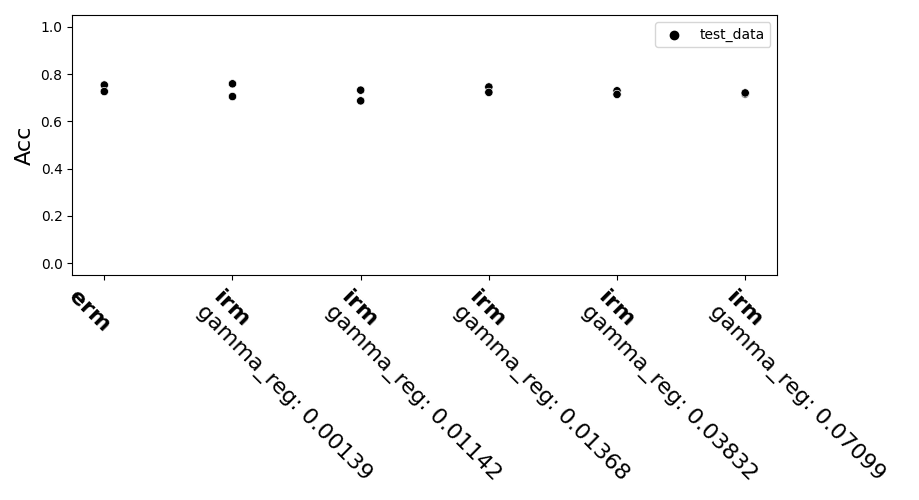 test_data
1.0
0.8
0.6
0.4
0.2
0.0
Acc
erm
irm
gamma_reg: 0.00139
irm
gamma_reg: 0.01142
irm
gamma_reg: 0.01368
irm
gamma_reg: 0.03832
irm
gamma_reg: 0.07099